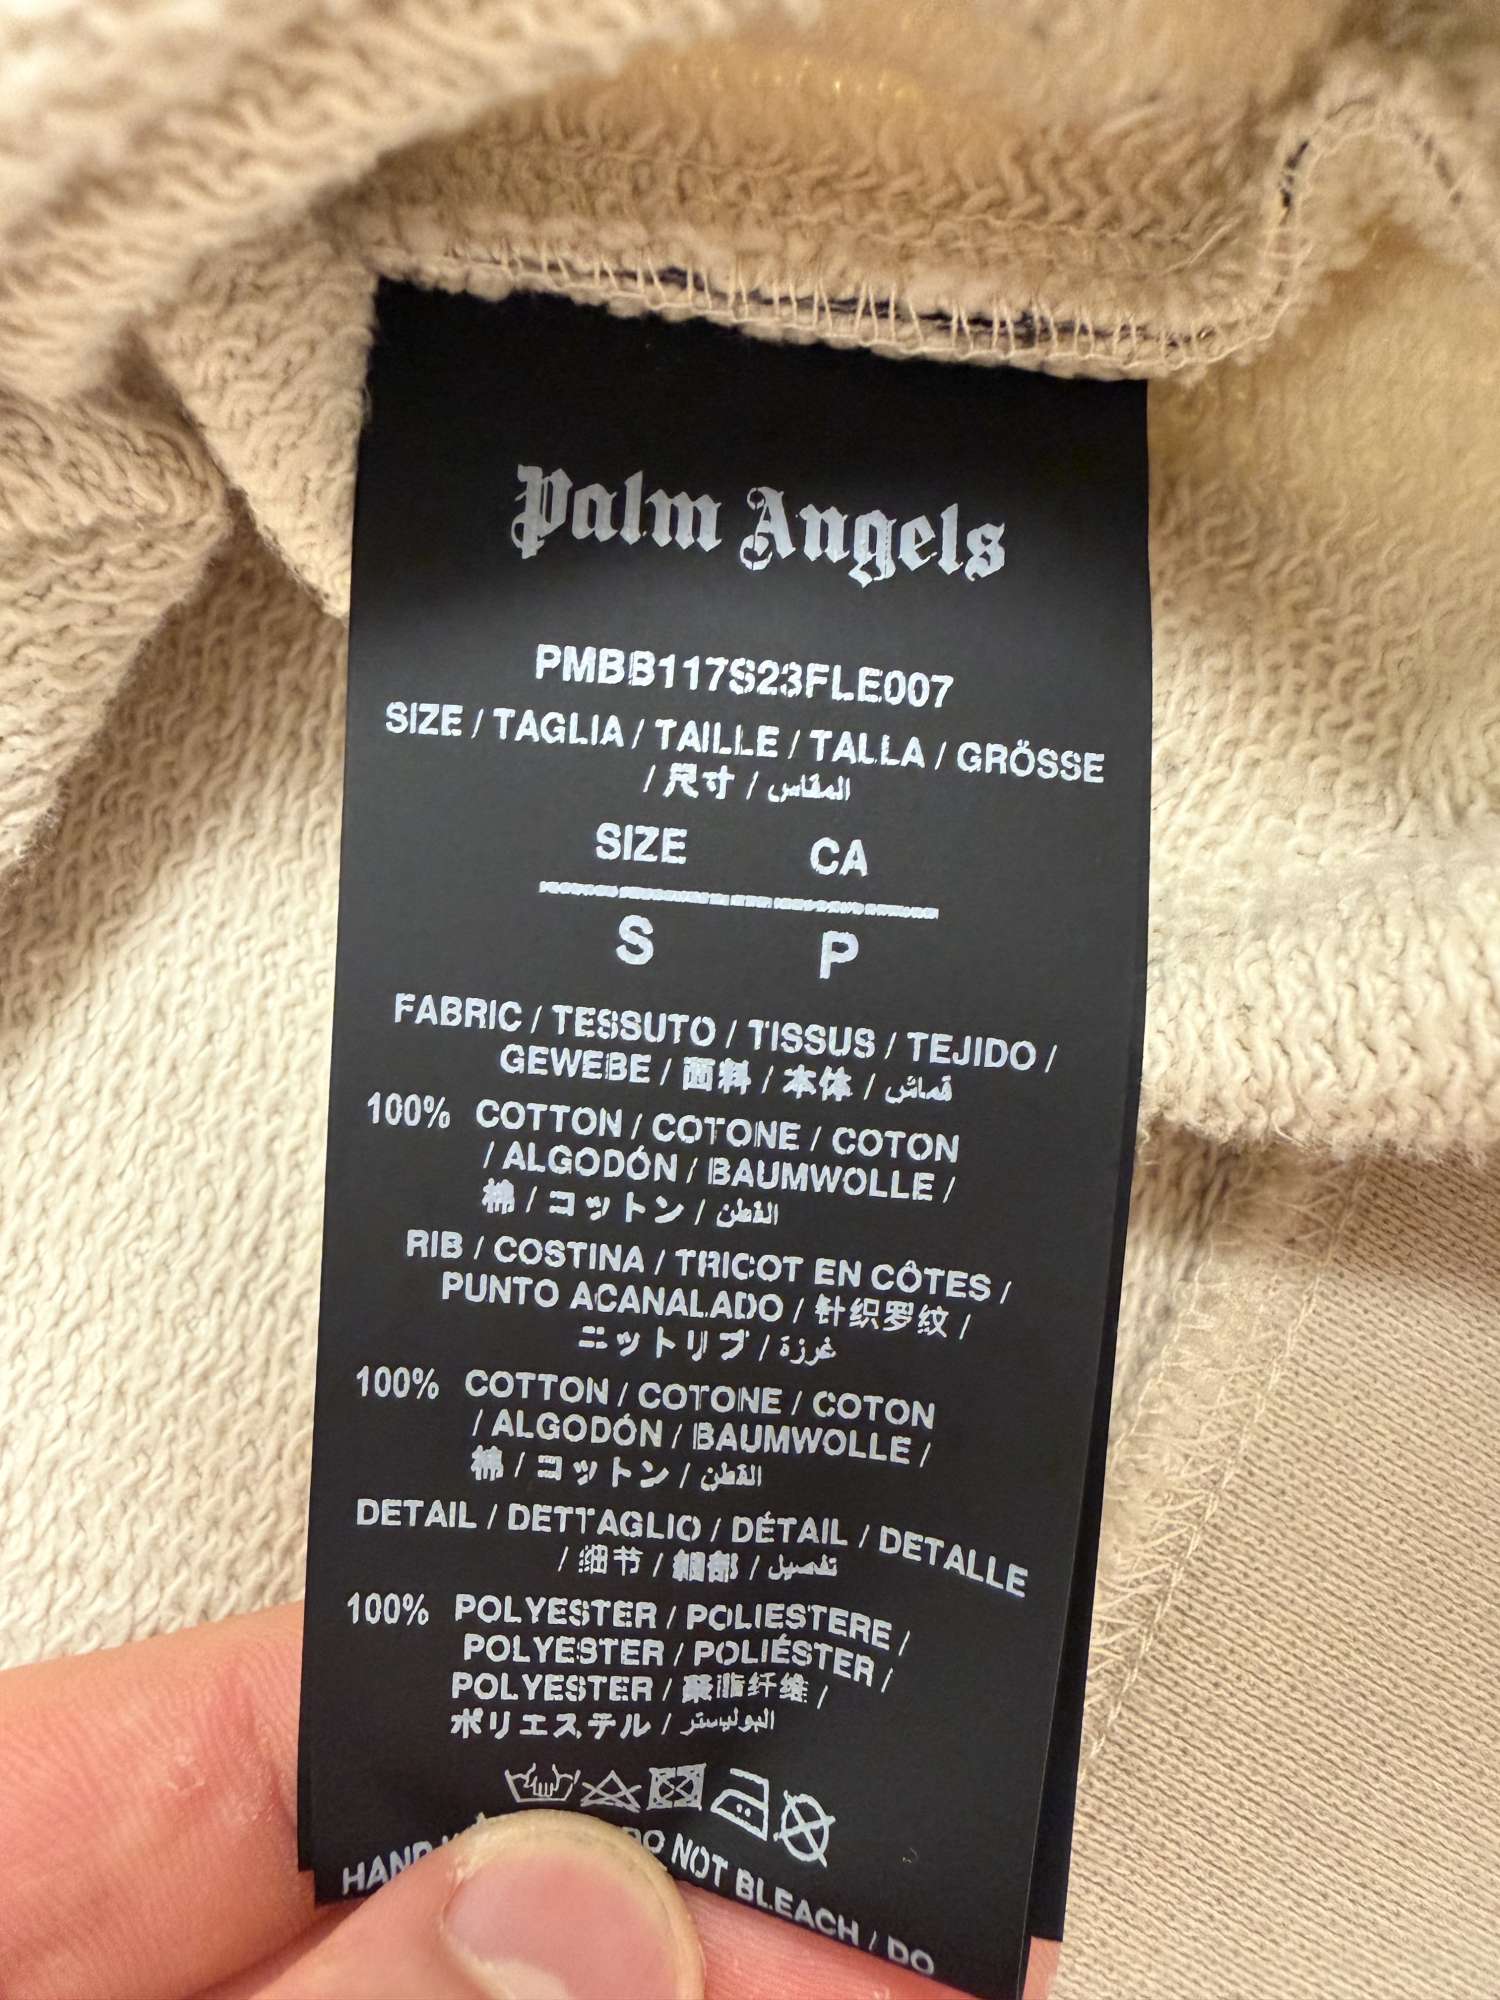 Palm Angels
PMBB117S23FLE007
SIZE / TAGLIA / TAILLE / TALLA / GRÖSSE
/ 尺寸 / المقاس
SIZE CA
S P
FABRIC / TESSUTO / TISSUS / TEJIDO /
GEWEBE / 面料 / 本体 / قماش
100% COTTON / COTONE / COTON
/ ALGODÓN / BAUMWOLLE /
棉 / コットン / القطن
RIB / COSTINA / TRICOT EN CÔTES /
PUNTO ACANALADO / 针织罗纹 /
ニットリブ / غرزة
100% COTTON / COTONE / COTON
/ ALGODÓN / BAUMWOLLE /
棉 / コットン / القطن
DETAIL / DETTAGLIO / DÉTAIL / DETALLE
/ 细节 / 細部 / تفصيل
100% POLYESTER / POLIESTERE /
POLYESTER / POLIÉSTER /
POLYESTER / 聚酯纤维 /
ポリエステル / البوليستر
HAND DO NOT BLEACH / DO